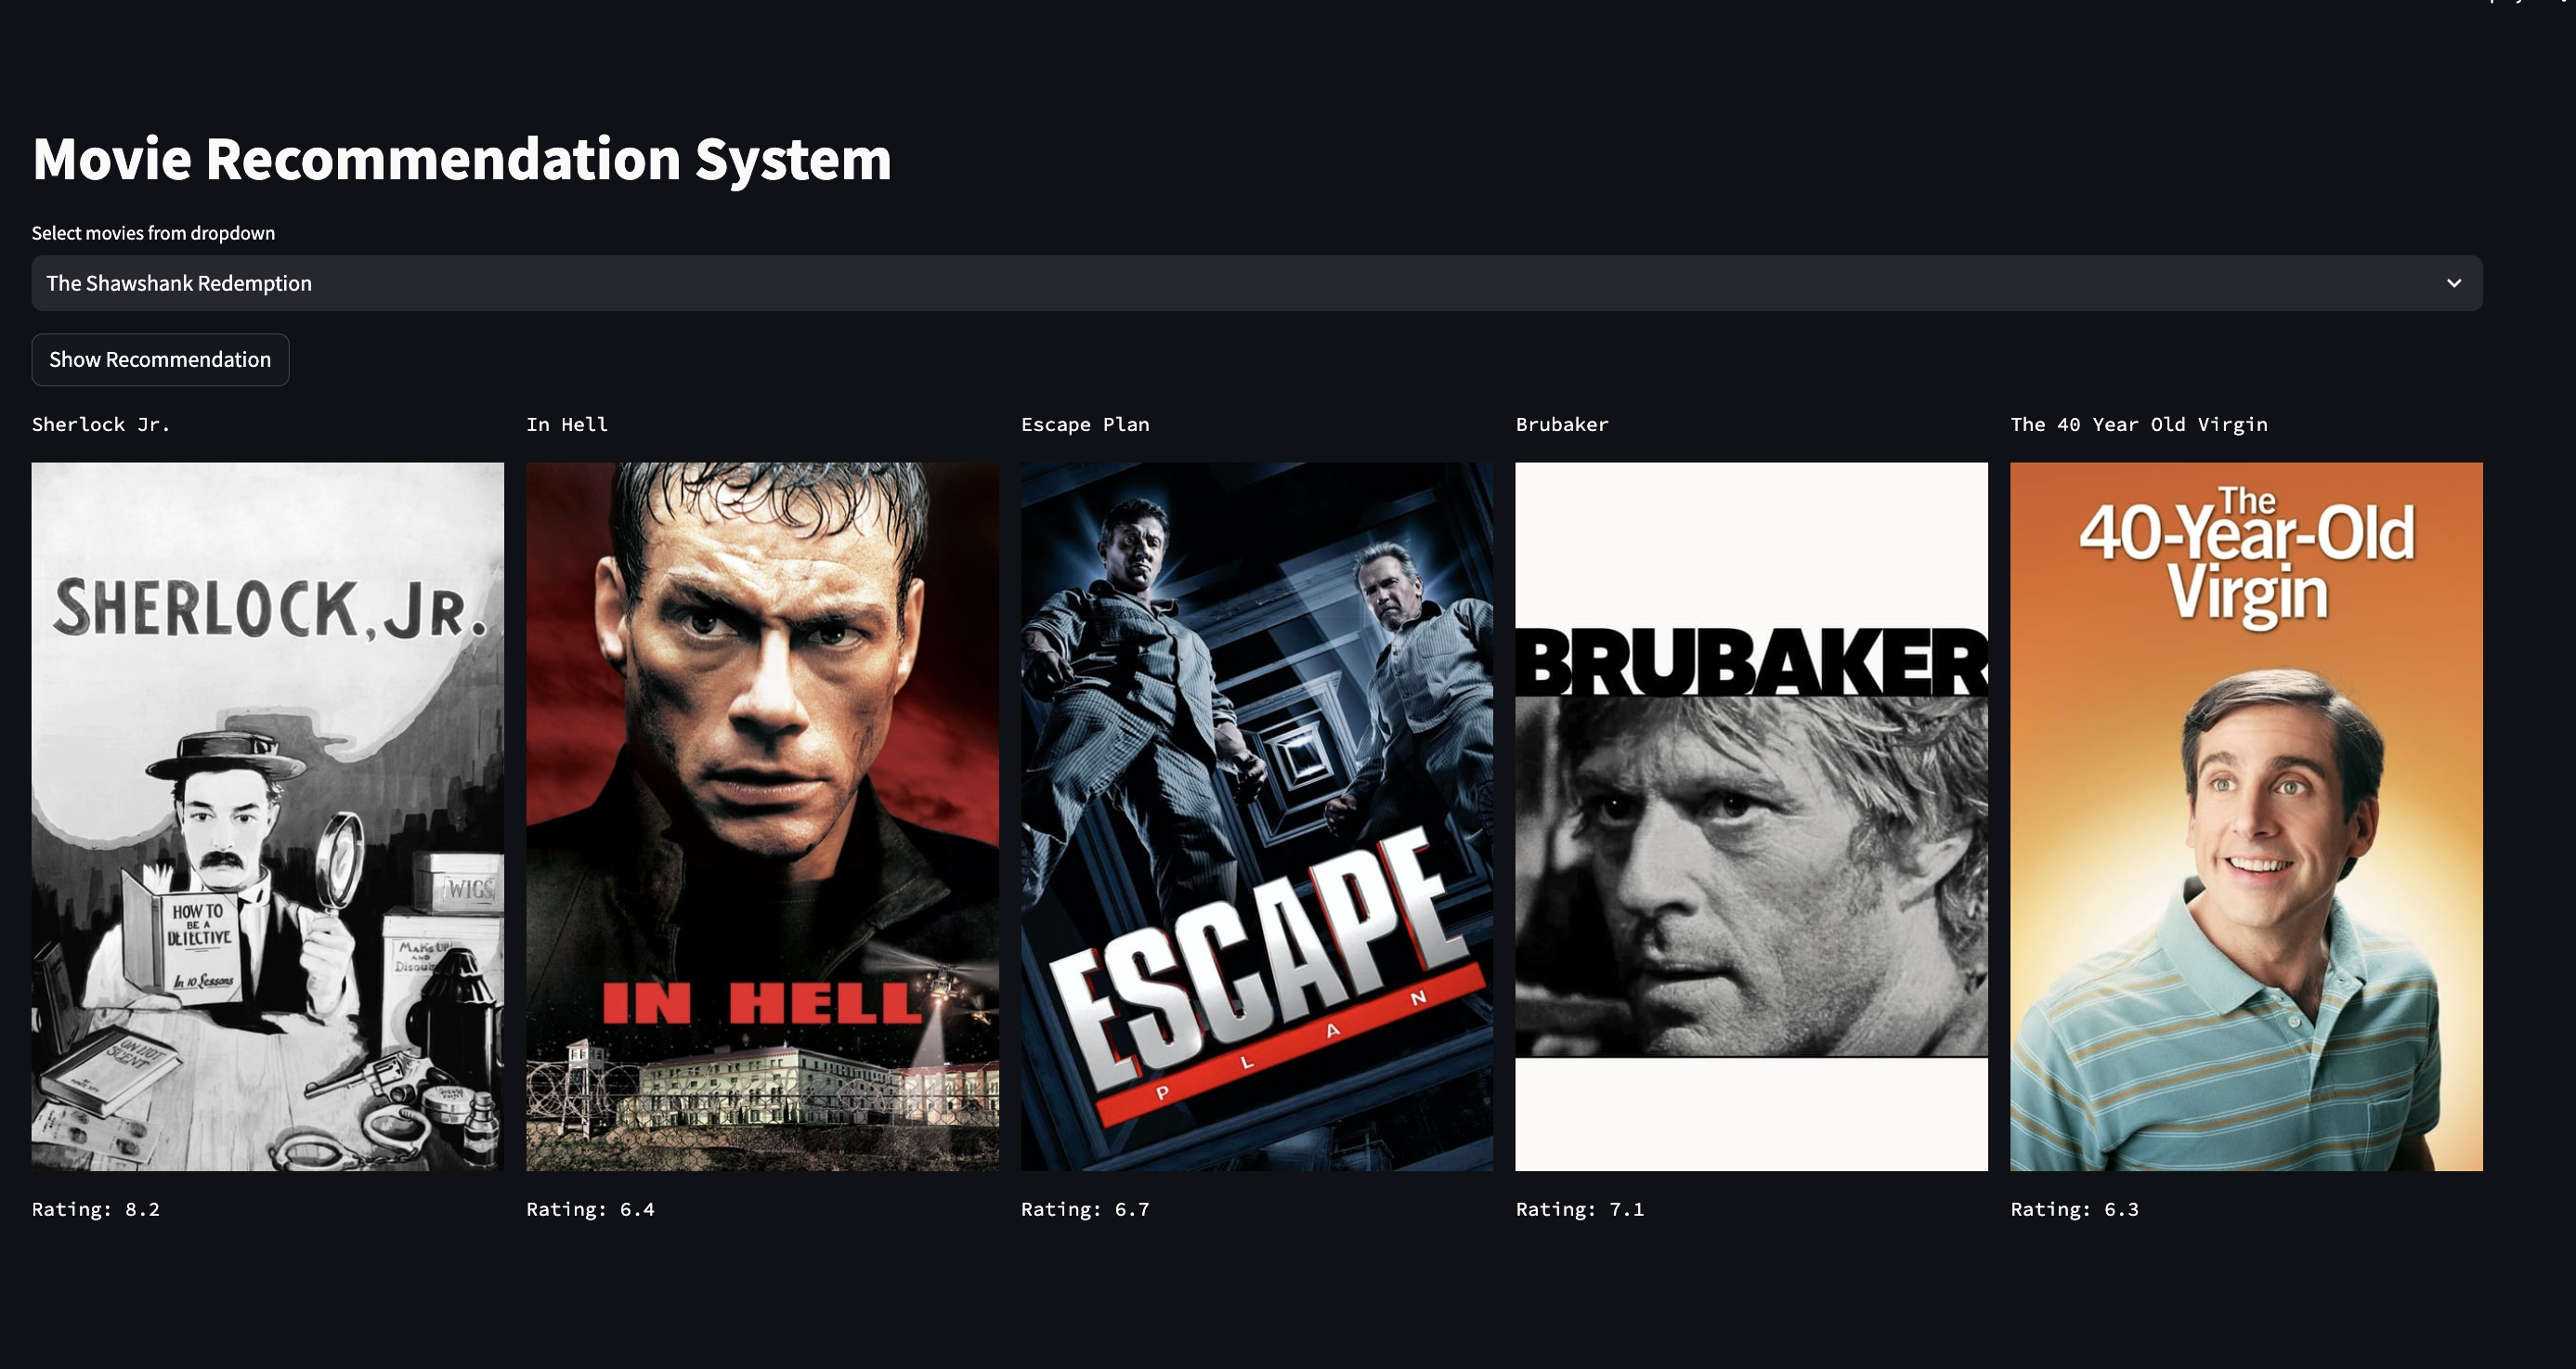 Movie Recommendation System
Select movies from dropdown
The Shawshank Redemption
Show Recommendation
Sherlock Jr.
In Hell
Escape Plan
Brubaker
The 40 Year Old Virgin
SHERLOCK, JR.
WIGS
HOW TO
BE A
DETECTIVE
In 10 Lessons
MAKE UP
AND
ON HOT
SCENT
IN HELL
ESCAPE
PLAN
BRUBAKER
The
40-Year-Old
Virgin
Rating: 8.2
Rating: 6.4
Rating: 6.7
Rating: 7.1
Rating: 6.3